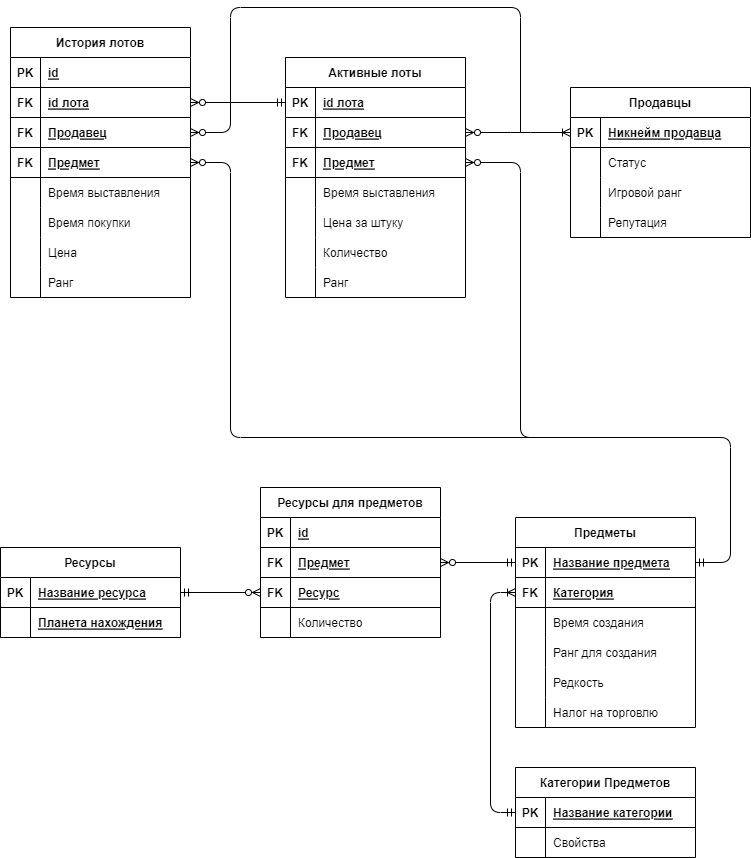 История лотов
PK id
FK id лота
FK Продавец
FK Предмет
Время выставления
Время покупки
Цена
Ранг
Активные лоты
PK id лота
FK Продавец
FK Предмет
Время выставления
Цена за штуку
Количество
Ранг
Продавцы
PK Никнейм продавца
Статус
Игровой ранг
Репутация
Ресурсы
PK Название ресурса
Планета нахождения
Ресурсы для предметов
PK id
FK Предмет
FK Ресурс
Количество
Предметы
PK Название предмета
FK Категория
Время создания
Ранг для создания
Редкость
Налог на торговлю
Категории Предметов
PK Название категории
Свойства